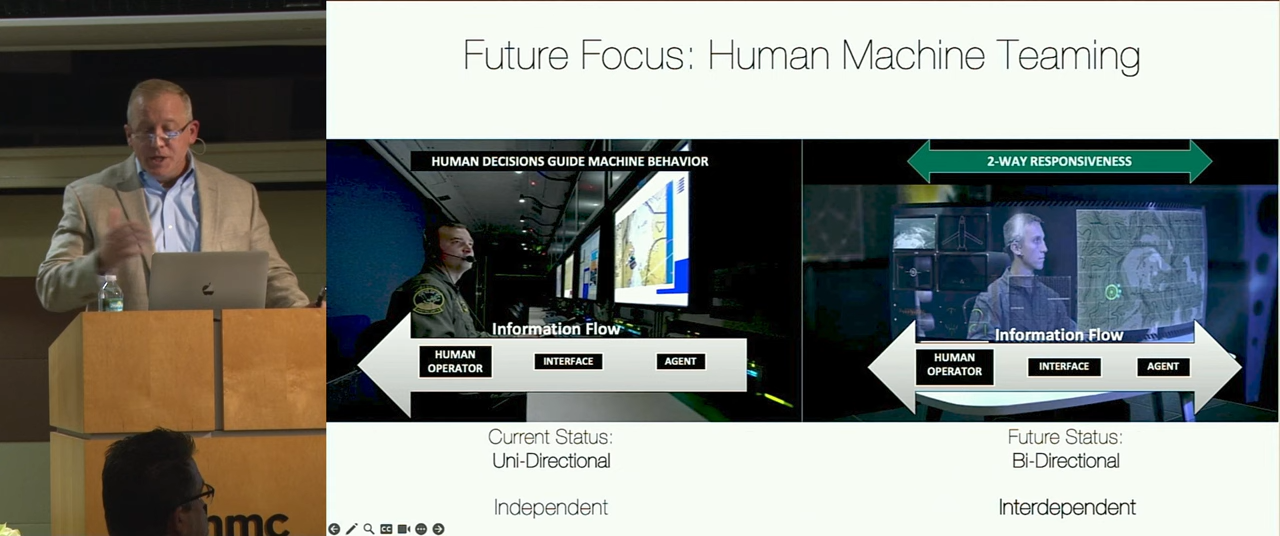 Future Focus: Human Machine Teaming
HUMAN DECISIONS GUIDE MACHINE BEHAVIOR
Information Flow
HUMAN
OPERATOR
INTERFACE
AGENT
Current Status:
Uni-Directional
Independent
2-WAY RESPONSIVENESS
Information Flow
HUMAN
OPERATOR
INTERFACE
AGENT
Future Status:
Bi-Directional
Interdependent
CC